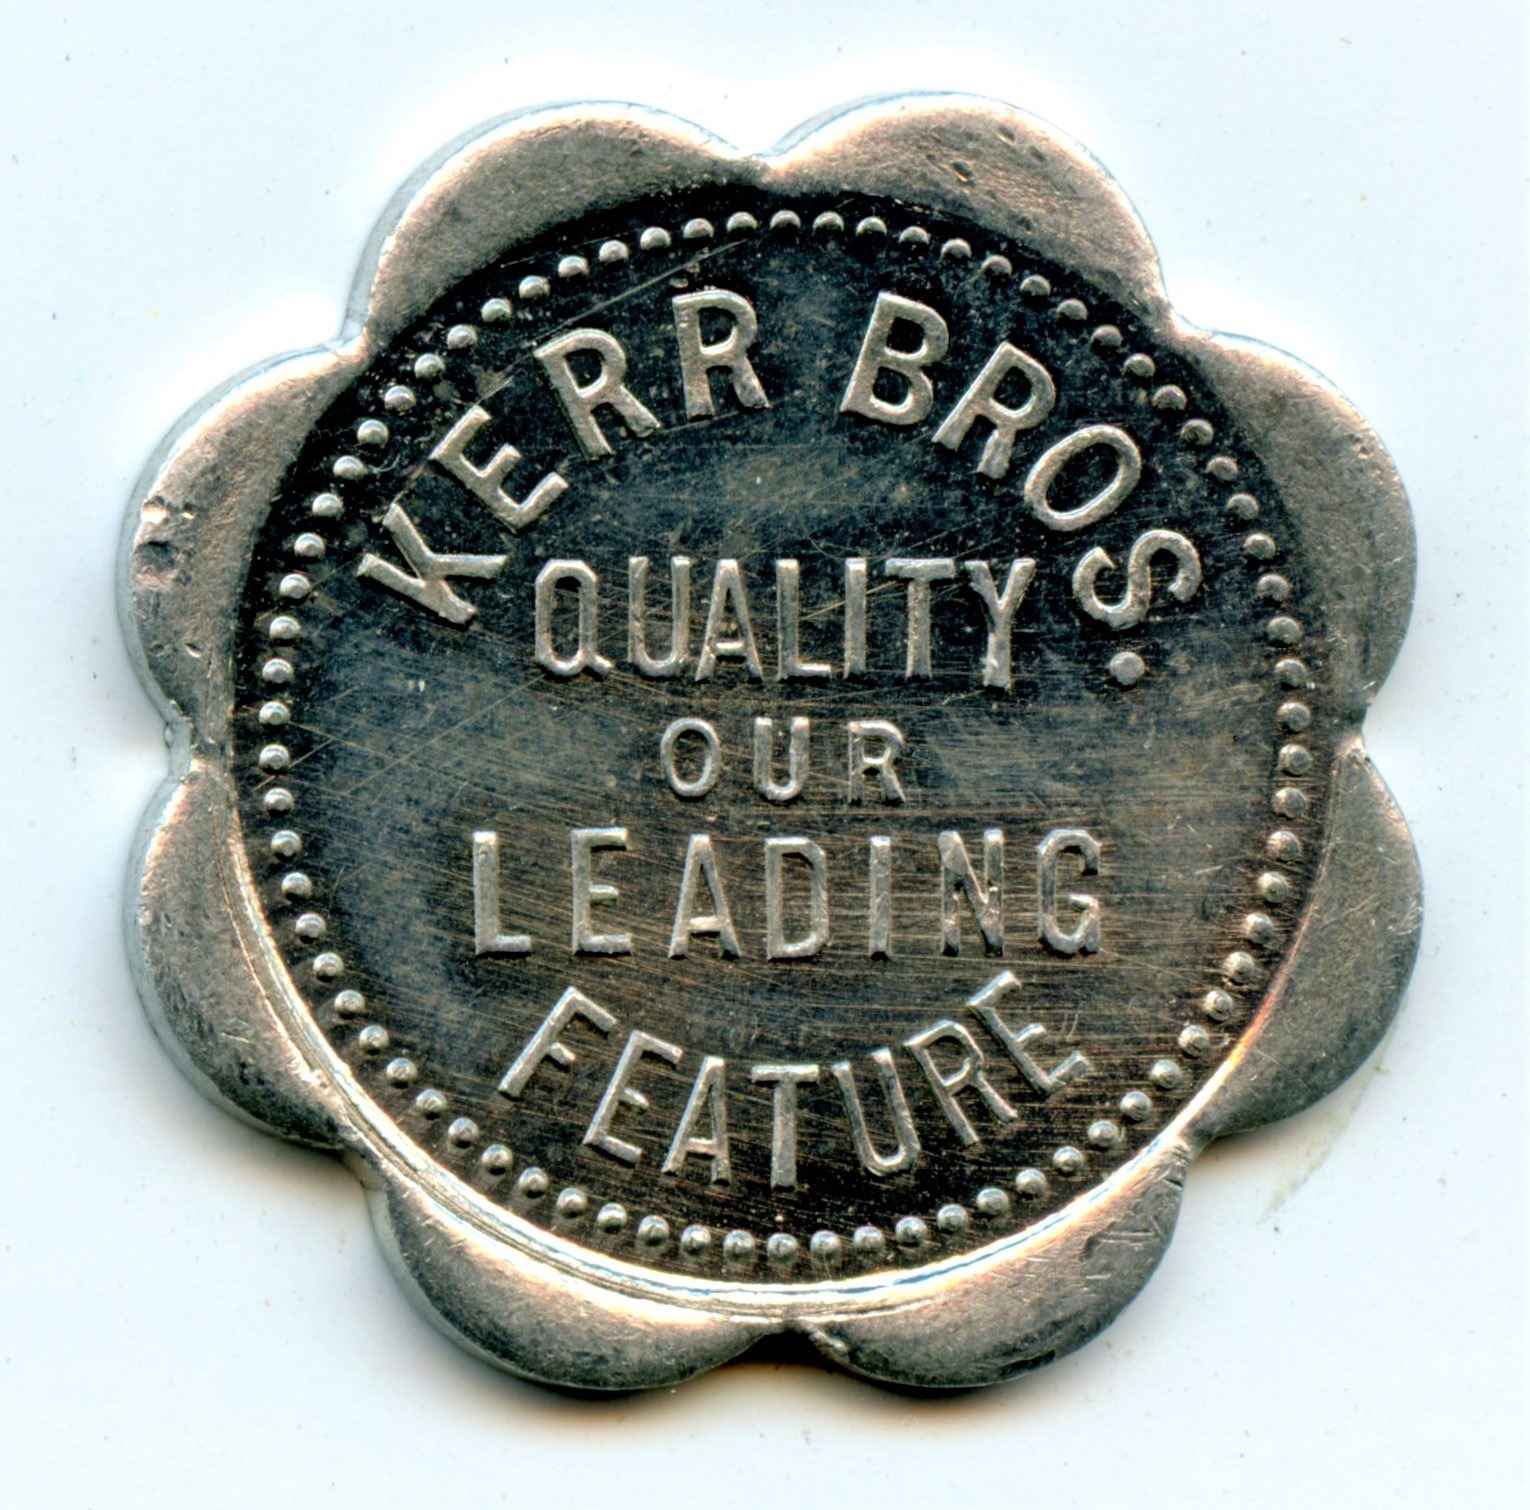 KERR BROS.
QUALITY
OUR
LEADING
FEATURE